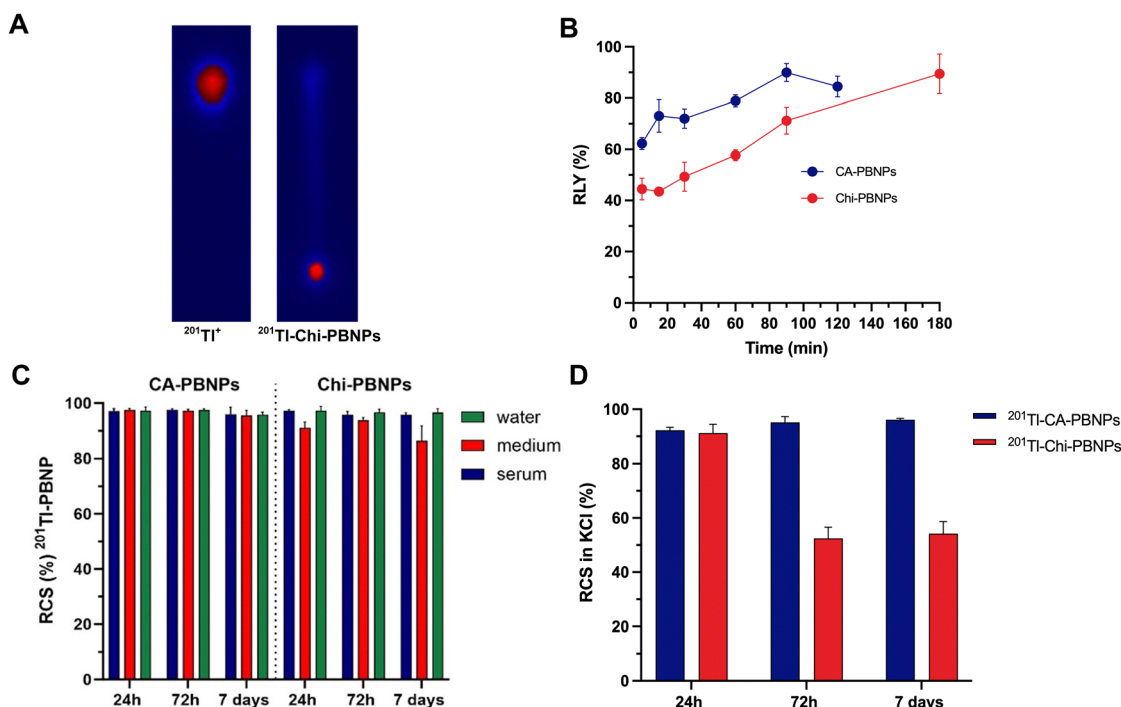 A
²⁰¹Tl⁺
²⁰¹Tl-Chi-PBNPs
B
100
80
60
40
20
0
RLY (%)
0 20 40 60 80 100 120 140 160 180
Time (min)
CA-PBNPs
Chi-PBNPs
C
CA-PBNPs
Chi-PBNPs
100
80
60
40
20
0
RCS (%) ²⁰¹Tl-PBNP
24h 72h 7 days 24h 72h 7 days
water
medium
serum
D
100
80
60
40
20
0
RCS in KCl (%)
24h 72h 7 days
²⁰¹Tl-CA-PBNPs
²⁰¹Tl-Chi-PBNPs